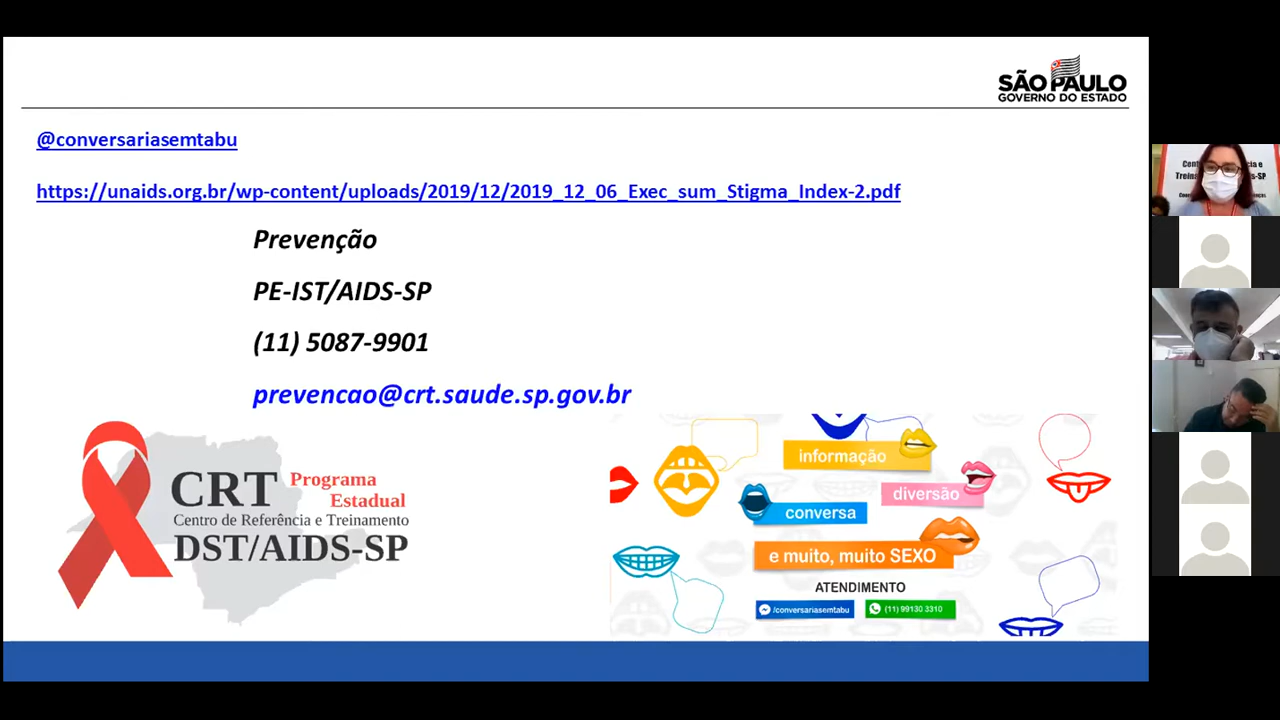 SÃO PAULO
GOVERNO DO ESTADO
@conversariasemtabu
https://unaids.org.br/wp-content/uploads/2019/12/2019_12_06_Exec_sum_Stigma_Index-2.pdf
Prevenção
PE-IST/AIDS-SP
(11) 5087-9901
prevencao@crt.saude.sp.gov.br
CRT Programa Estadual
Centro de Referência e Treinamento
DST/AIDS-SP
informação
diversão
conversa
e muito, muito SEXO
ATENDIMENTO
/conversariasemtabu
(11) 99130 3310